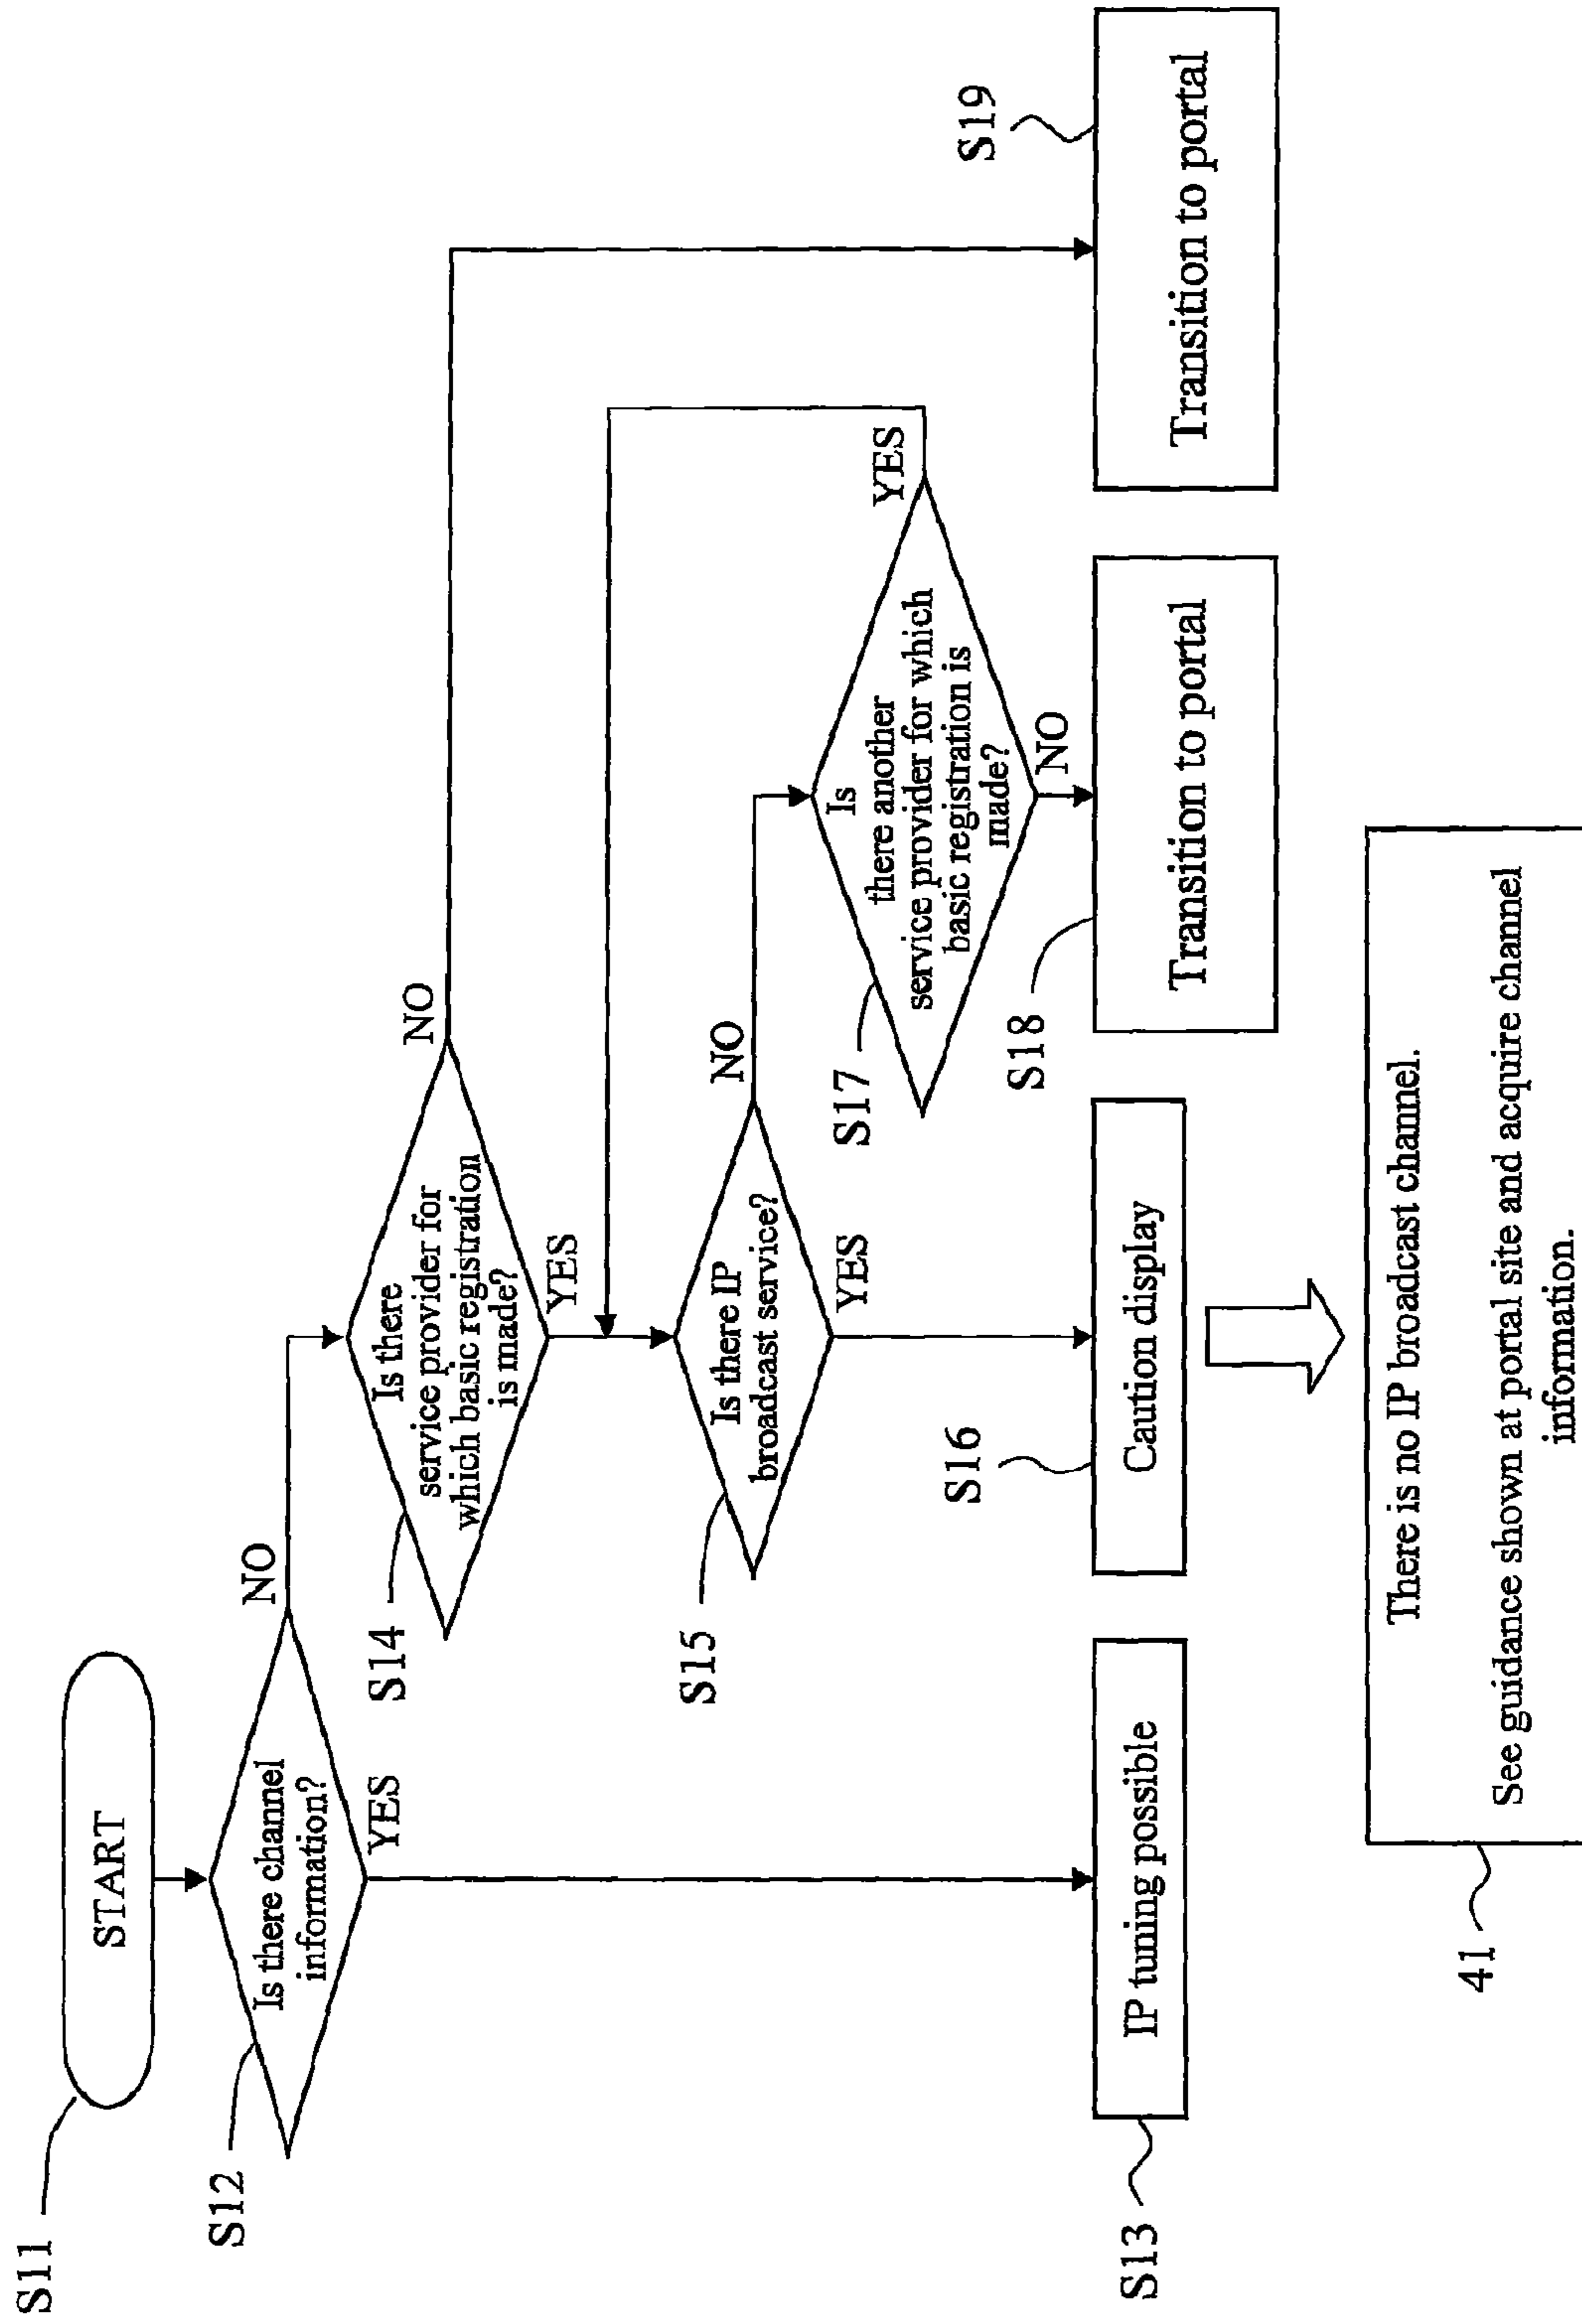 S11
START
S12
Is there channel
information?
NO
YES
S14
Is there
service provider for
which basic registration
is made?
NO
YES
S15
Is there IP
broadcast service?
NO
YES
S17
Is
there another
service provider for which
basic registration is
made?
YES
NO
S13
IP tuning possible
S16
Caution display
S18
Transition to portal
S19
Transition to portal
41
There is no IP broadcast channel.
See guidance shown at portal site and acquire channel
information.